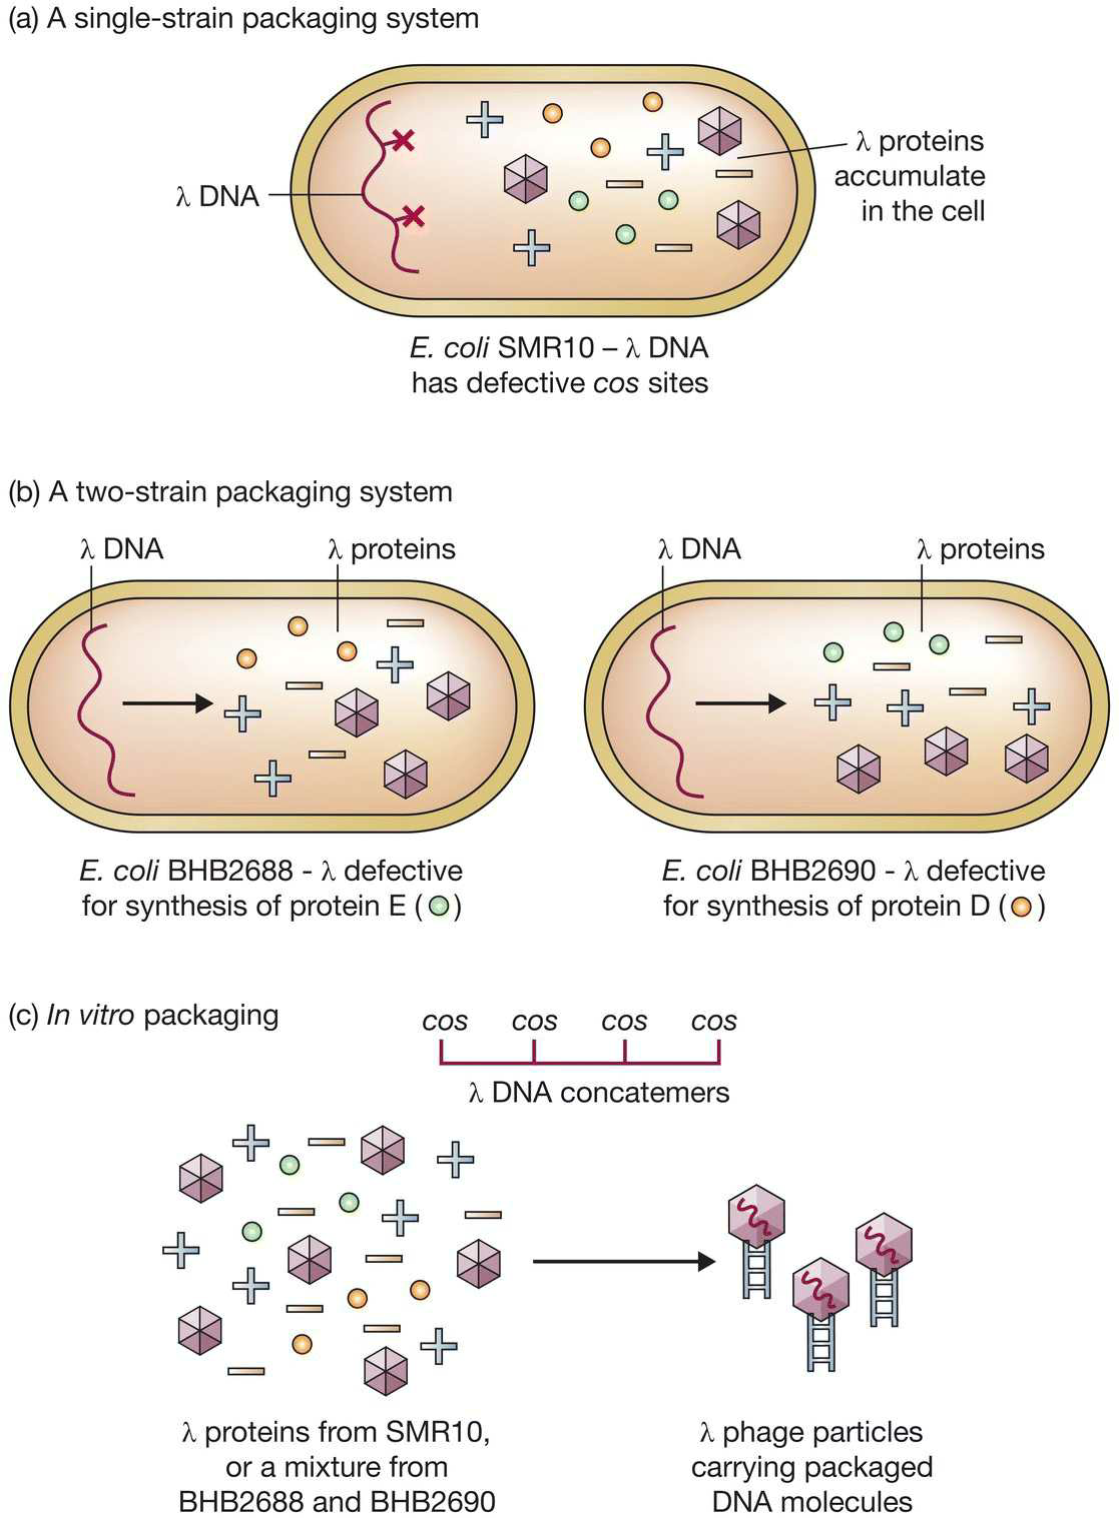 (a) A single-strain packaging system
λ DNA
λ proteins
accumulate
in the cell
E. coli SMR10 – λ DNA
has defective cos sites
(b) A two-strain packaging system
λ DNA
λ proteins
λ DNA
λ proteins
E. coli BHB2688 - λ defective
for synthesis of protein E ( )
E. coli BHB2690 - λ defective
for synthesis of protein D ( )
(c) In vitro packaging
cos cos cos cos
λ DNA concatemers
λ proteins from SMR10,
or a mixture from
BHB2688 and BHB2690
λ phage particles
carrying packaged
DNA molecules